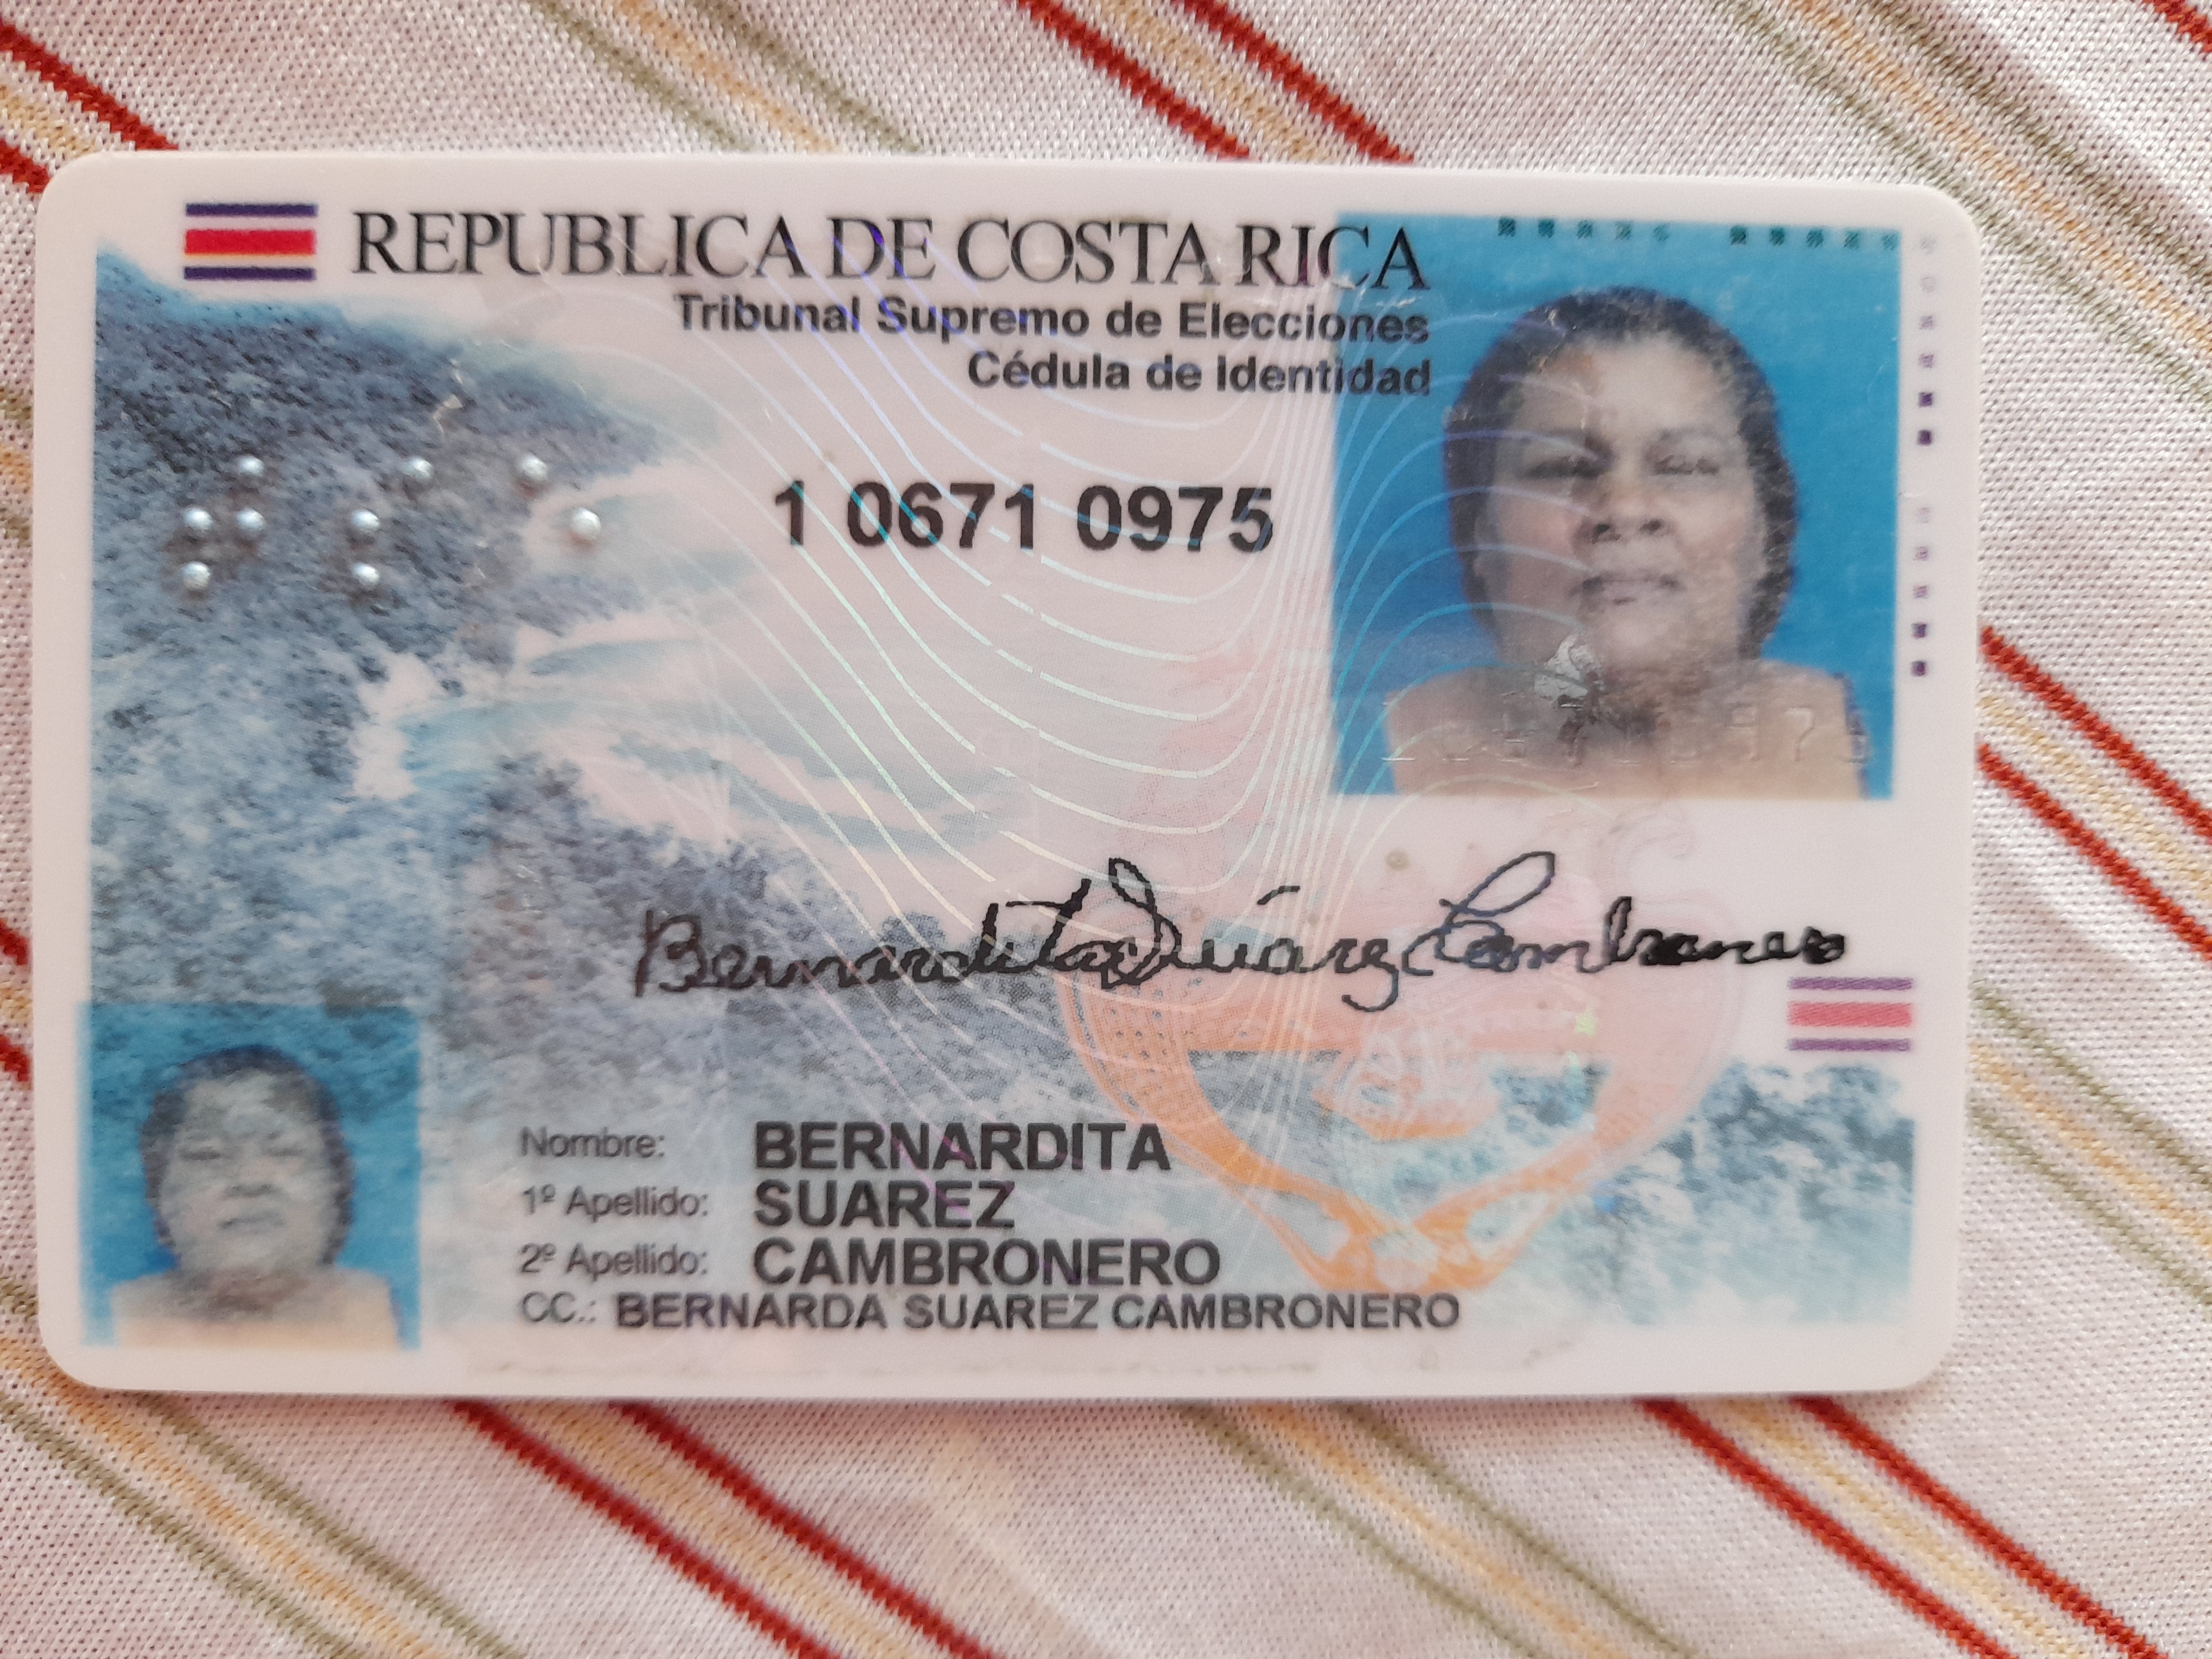 REPUBLICA DE COSTA RICA
Tribunal Supremo de Elecciones
Cédula de Identidad
1 0671 0975
Bernardita Suárez Cambronero
Nombre: BERNARDITA
1º Apellido: SUAREZ
2º Apellido: CAMBRONERO
CC.: BERNARDA SUAREZ CAMBRONERO